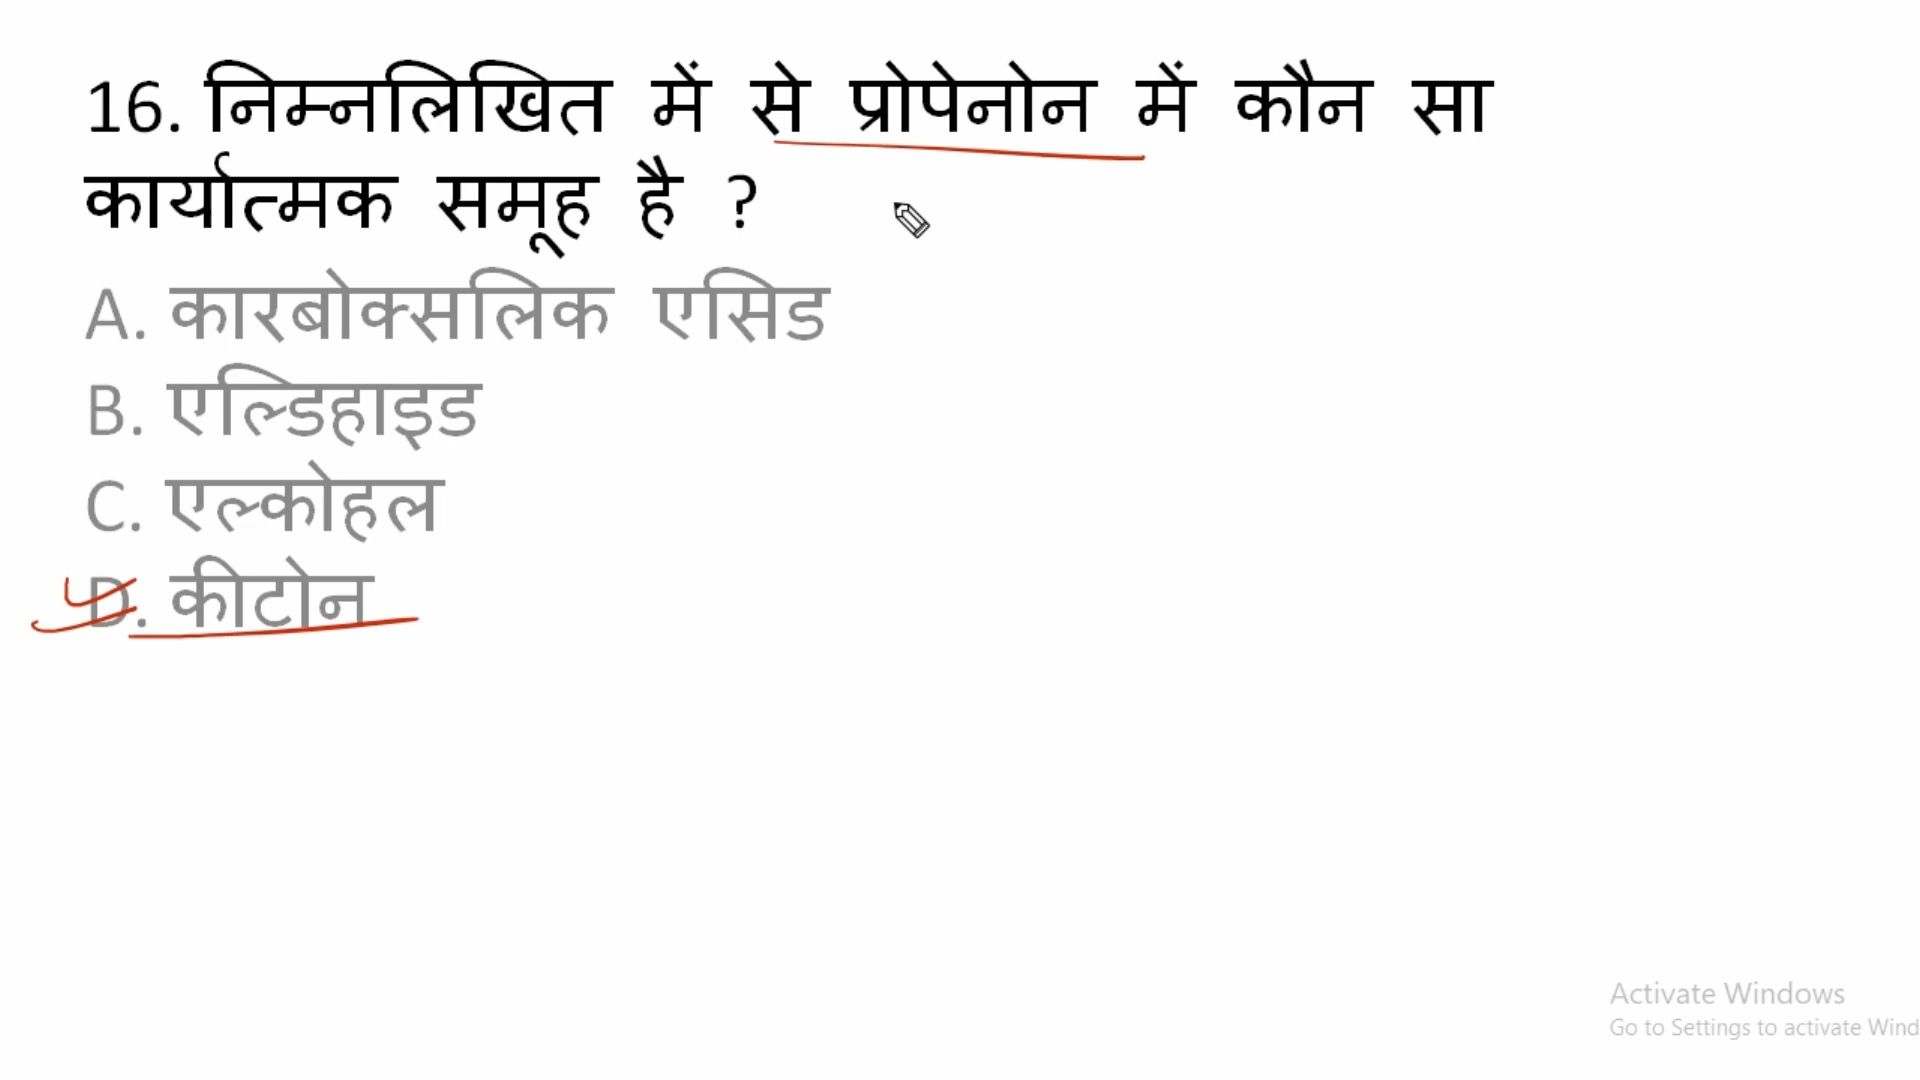 16. निम्नलिखित में से प्रोपेनोन में कौन सा
कार्यात्मक समूह है ?
A. कारबोक्सलिक एसिड
B. एल्डिहाइड
C. एल्कोहल
D. कीटोन
Activate Windows
Go to Settings to activate Wind